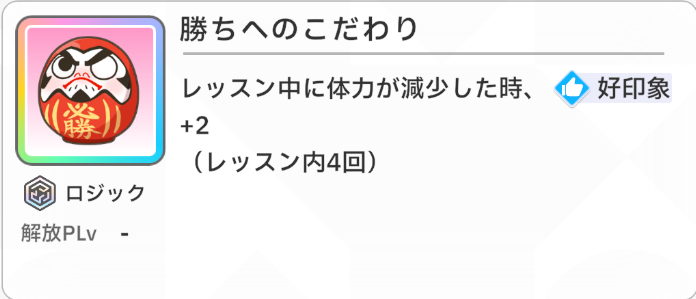 勝ちへのこだわり
レッスン中に体力が減少した時、 好印象
+2
（レッスン内4回）
必勝
ロジック
解放PLv -